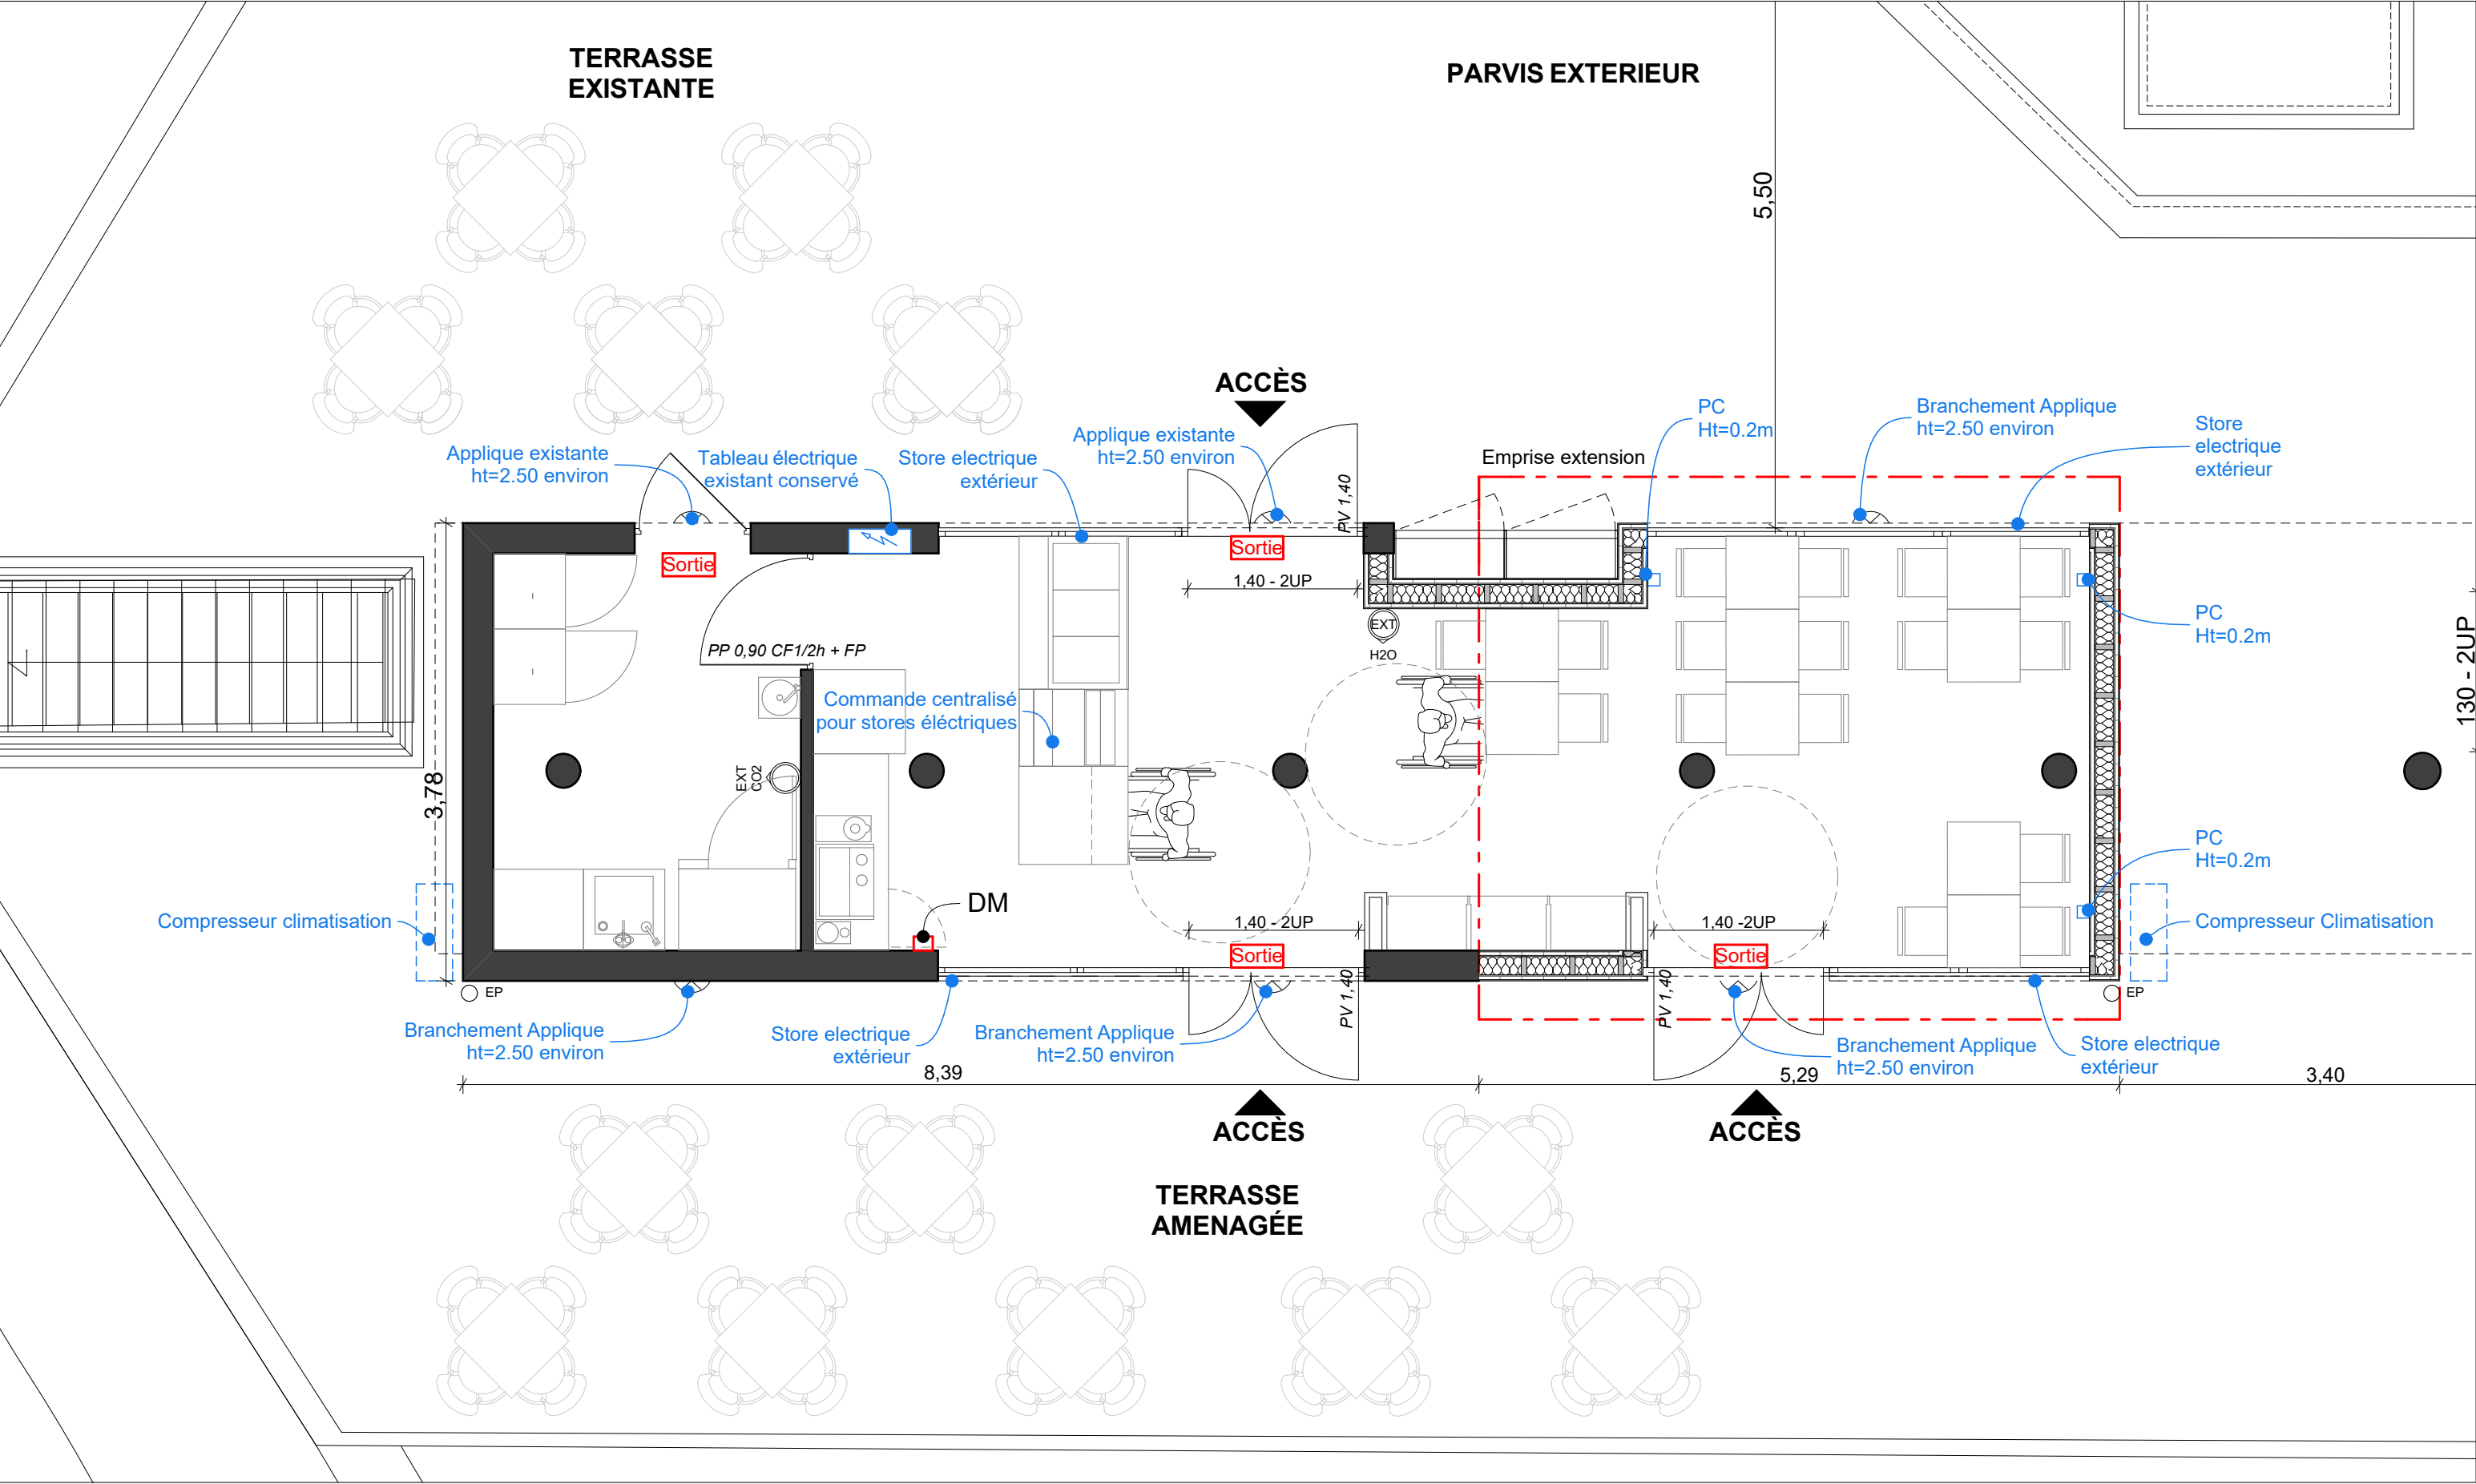 TERRASSE
EXISTANTE
PARVIS EXTERIEUR
5,50
ACCÈS
PC
Ht=0.2m
Branchement Applique
ht=2.50 environ
Store
electrique
extérieur
Applique existante
ht=2.50 environ
Tableau électrique
existant conservé
Store electrique
extérieur
Applique existante
ht=2.50 environ
Emprise extension
PV 1,40
Sortie
Sortie
1,40 - 2UP
PP 0,90 CF1/2h + FP
EXT
H2O
PC
Ht=0.2m
130 - 2UP
Commande centralisé
pour stores éléctriques
EXT
CO2
3,78
PC
Ht=0.2m
Compresseur climatisation
DM
1,40 - 2UP
Sortie
1,40 -2UP
Sortie
Compresseur Climatisation
EP
EP
PV 1,40
PV 1,40
Branchement Applique
ht=2.50 environ
Store electrique
extérieur
Branchement Applique
ht=2.50 environ
Branchement Applique
ht=2.50 environ
Store electrique
extérieur
8,39
5,29
3,40
ACCÈS
ACCÈS
TERRASSE
AMENAGÉE